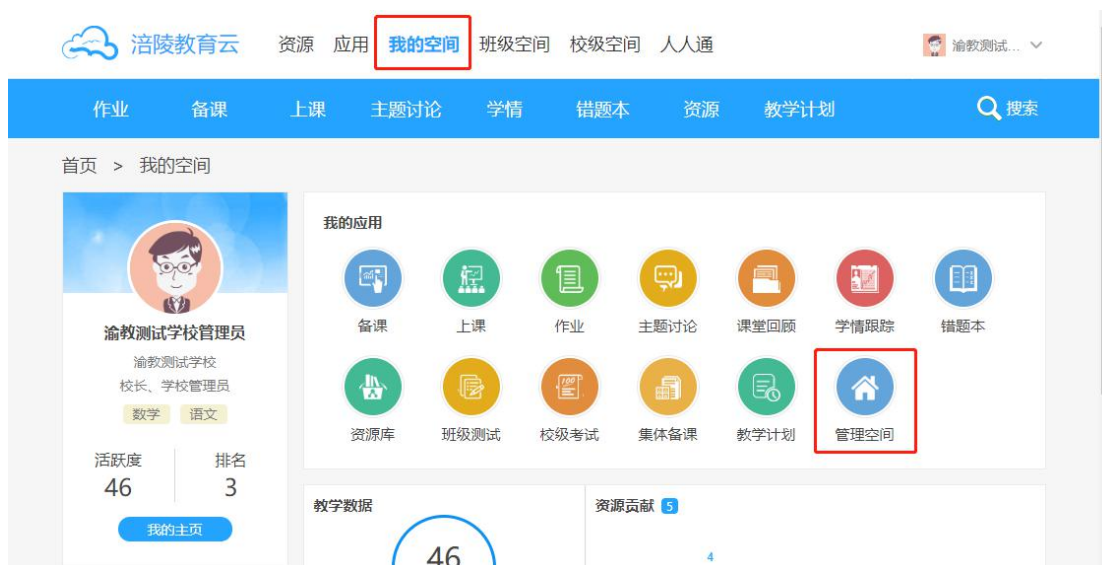 涪陵教育云 资源 应用 我的空间 班级空间 校级空间 人人通 渝教测试...
作业 备课 上课 主题讨论 学情 错题本 资源 教学计划 搜索
首页 > 我的空间
我的应用
备课 上课 作业 主题讨论 课堂回顾 学情跟踪 错题本
资源库 班级测试 校级考试 集体备课 教学计划 管理空间
渝教测试学校管理员
渝教测试学校
校长、学校管理员
数学 语文
活跃度 排名
46 3
我的主页
教学数据
46
资源贡献 5
4